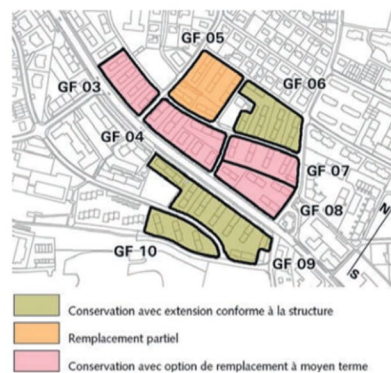 GF 05
GF 03
GF 06
GF 04
GF 07
GF 08
N
S
GF 10
GF 09
Conservation avec extension conforme à la structure
Remplacement partiel
Conservation avec option de remplacement à moyen terme